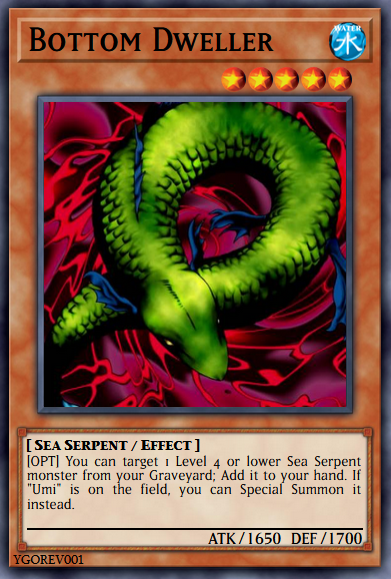 Bottom Dweller
WATER
水
[ Sea Serpent / Effect ]
[OPT] You can target 1 Level 4 or lower Sea Serpent
monster from your Graveyard; Add it to your hand. If
"Umi" is on the field, you can Special Summon it
instead.
ATK/1650 DEF/1700
YGOREV001